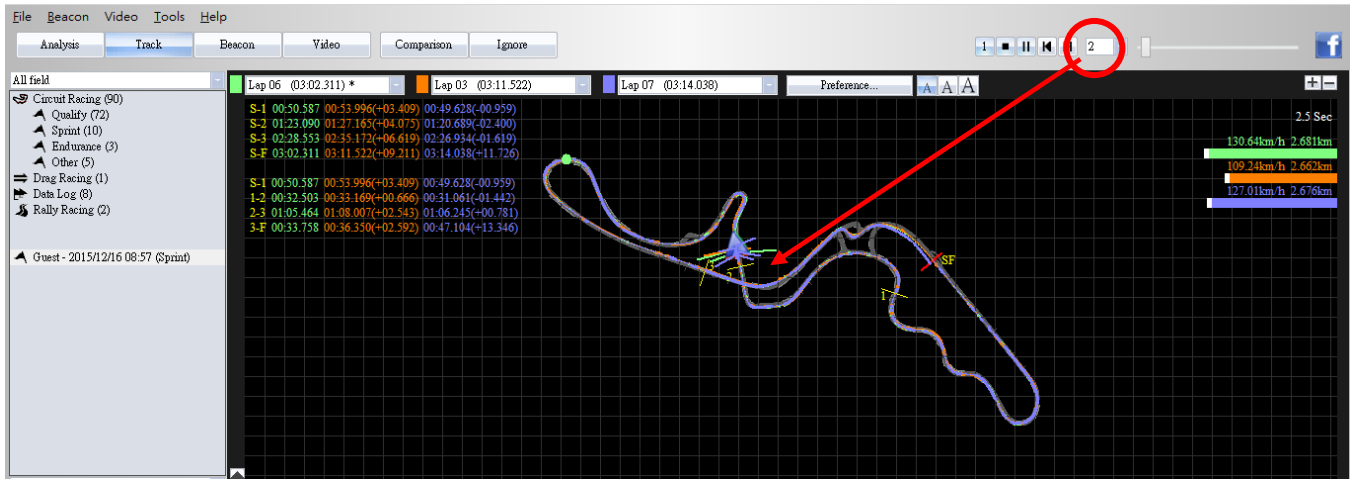 File Beacon Video Tools Help
Analysis Track Beacon Video Comparison Ignore 1 2 f
All field Lap 06 (03:02.311) * Lap 03 (03:11.522) Lap 07 (03:14.038) Preference... A A A + −
Circuit Racing (90)
Qualify (72)
Sprint (10)
Endurance (3)
Other (5)
Drag Racing (1)
Data Log (8)
Rally Racing (2)
Guest - 2015/12/16 08:57 (Sprint)
S-1 00:50.587 00:53.996(+03.409) 00:49.628(-00.959)
S-2 01:23.090 01:27.165(+04.075) 01:20.689(-02.400)
S-3 02:28.553 02:35.172(+06.619) 02:26.934(-01.619)
S-F 03:02.311 03:11.522(+09.211) 03:14.038(+11.726)
S-1 00:50.587 00:53.996(+03.409) 00:49.628(-00.959)
1-2 00:32.503 00:33.169(+00.666) 00:31.061(-01.442)
2-3 01:05.464 01:08.007(+02.543) 01:06.245(+00.781)
3-F 00:33.758 00:36.350(+02.592) 00:47.104(+13.346)
2.5 Sec
130.64km/h 2.681km
109.24km/h 2.662km
127.01km/h 2.676km
SF
3
2
1